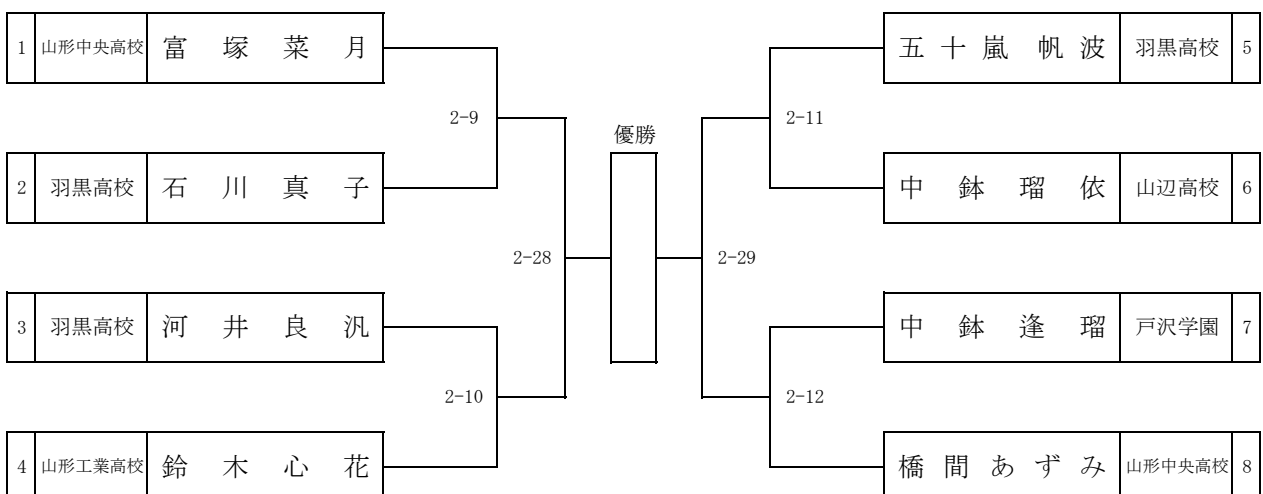 1 山形中央高校 富塚菜月
2-9
2 羽黒高校 石川真子
2-28
3 羽黒高校 河井良汎
2-10
4 山形工業高校 鈴木心花
優勝
五十嵐帆波 羽黒高校 5
2-11
中鉢瑠依 山辺高校 6
2-29
中鉢逢瑠 戸沢学園 7
2-12
橋間あずみ 山形中央高校 8